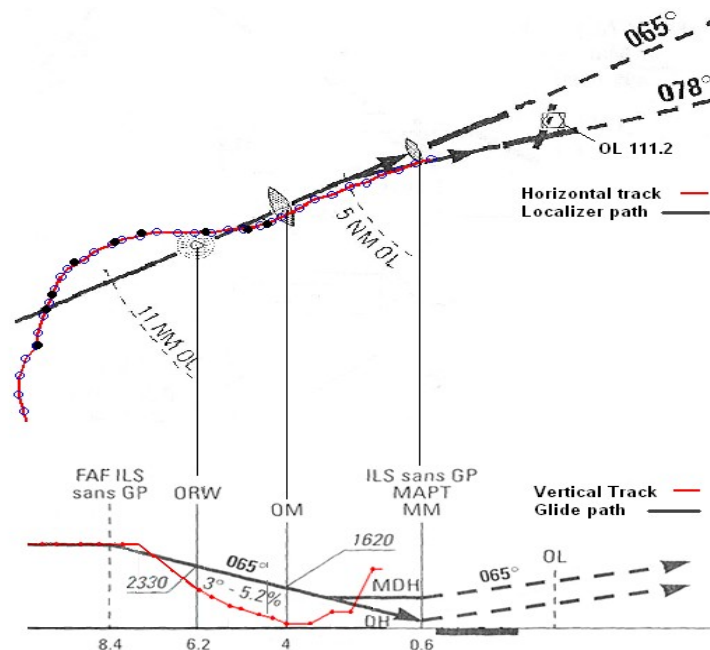 065°
078°
OL 111.2
Horizontal track
Localizer path
5 NM OL
11 NM OL
FAF ILS
sans GP
ORW
OM
ILS sans GP
MAPT
MM
Vertical Track
Glide path
1620
OL
065°
2330
3° - 5.2%
MDH
065°
DH
8.4
6.2
4
0.6